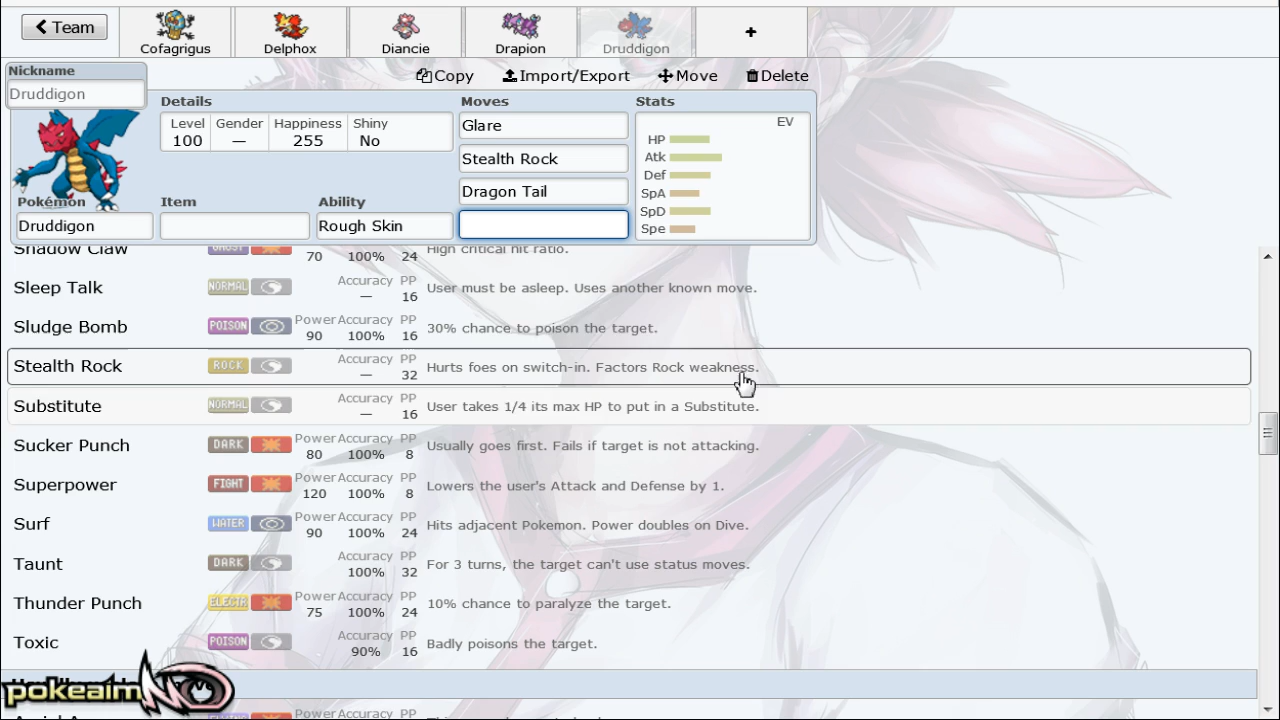 Team
Cofagrigus
Delphox
Diancie
Drapion
Druddigon
+
Nickname
Druddigon
Copy
Import/Export
Move
Delete
Details
Moves
Stats
Level
Gender
Happiness
Shiny
100
—
255
No
Glare
Stealth Rock
Dragon Tail
EV
HP
Atk
Def
SpA
SpD
Spe
Pokémon
Item
Ability
Druddigon
Rough Skin
Shadow Claw GHOST 70 100% 24 High critical hit ratio.
Sleep Talk NORMAL Accuracy — PP 16 User must be asleep. Uses another known move.
Sludge Bomb POISON Power 90 Accuracy 100% PP 16 30% chance to poison the target.
Stealth Rock ROCK Accuracy — PP 32 Hurts foes on switch-in. Factors Rock weakness.
Substitute NORMAL Accuracy — PP 16 User takes 1/4 its max HP to put in a Substitute.
Sucker Punch DARK Power 80 Accuracy 100% PP 8 Usually goes first. Fails if target is not attacking.
Superpower FIGHT Power 120 Accuracy 100% PP 8 Lowers the user's Attack and Defense by 1.
Surf WATER Power 90 Accuracy 100% PP 24 Hits adjacent Pokemon. Power doubles on Dive.
Taunt DARK Accuracy 100% PP 32 For 3 turns, the target can't use status moves.
Thunder Punch ELECTR Power 75 Accuracy 100% PP 24 10% chance to paralyze the target.
Toxic POISON Accuracy 90% PP 16 Badly poisons the target.
pokeaimMD